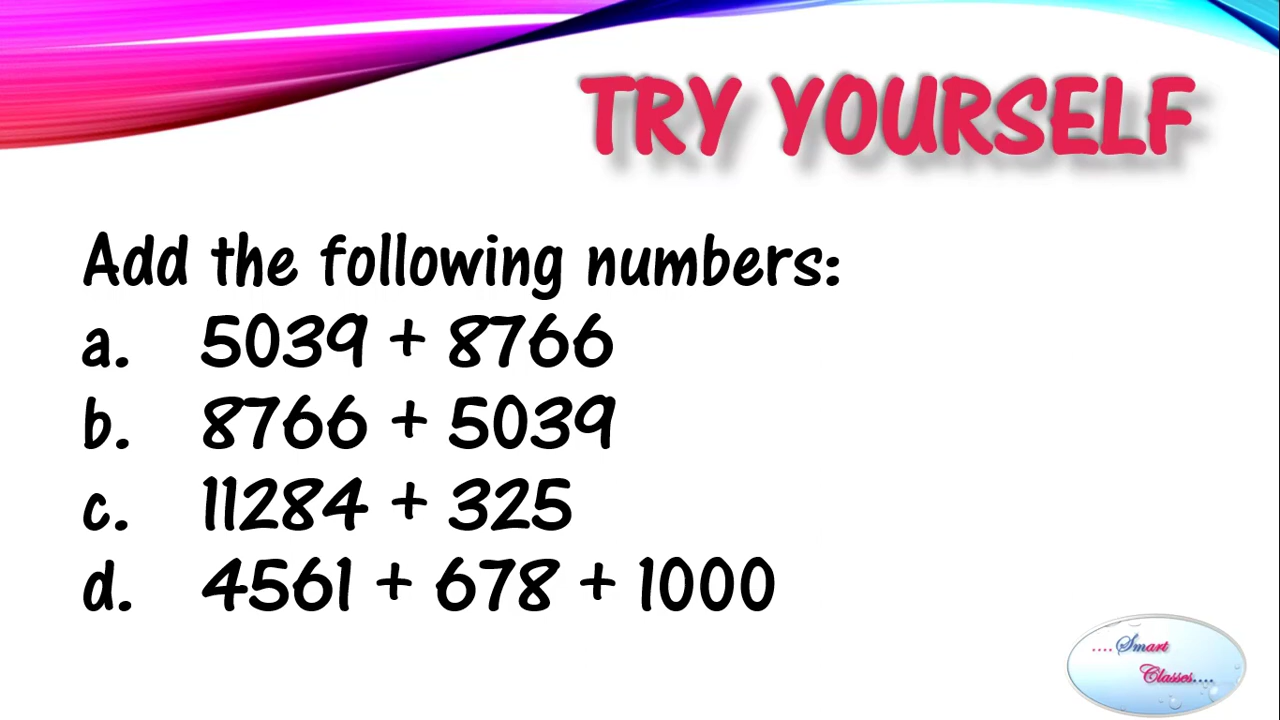 TRY YOURSELF
Add the following numbers:
a. 5039 + 8766
b. 8766 + 5039
c. 11284 + 325
d. 4561 + 678 + 1000
....Smart
Classes....